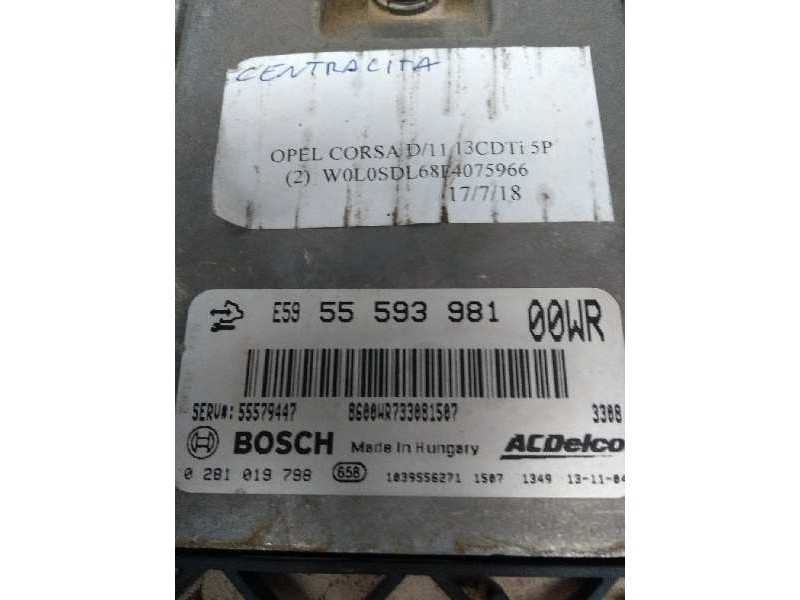 CENTRALITA
OPEL CORSA D/11 13CDTi 5P
(2) W0L0SDL68E4075966
17/7/18
E59 55 593 981 00WR
SERV#: 55579447 8600WR733081507 3308
BOSCH Made In Hungary ACDelco
0 281 019 798 658 1039S56271 1507 1349 13-11-04